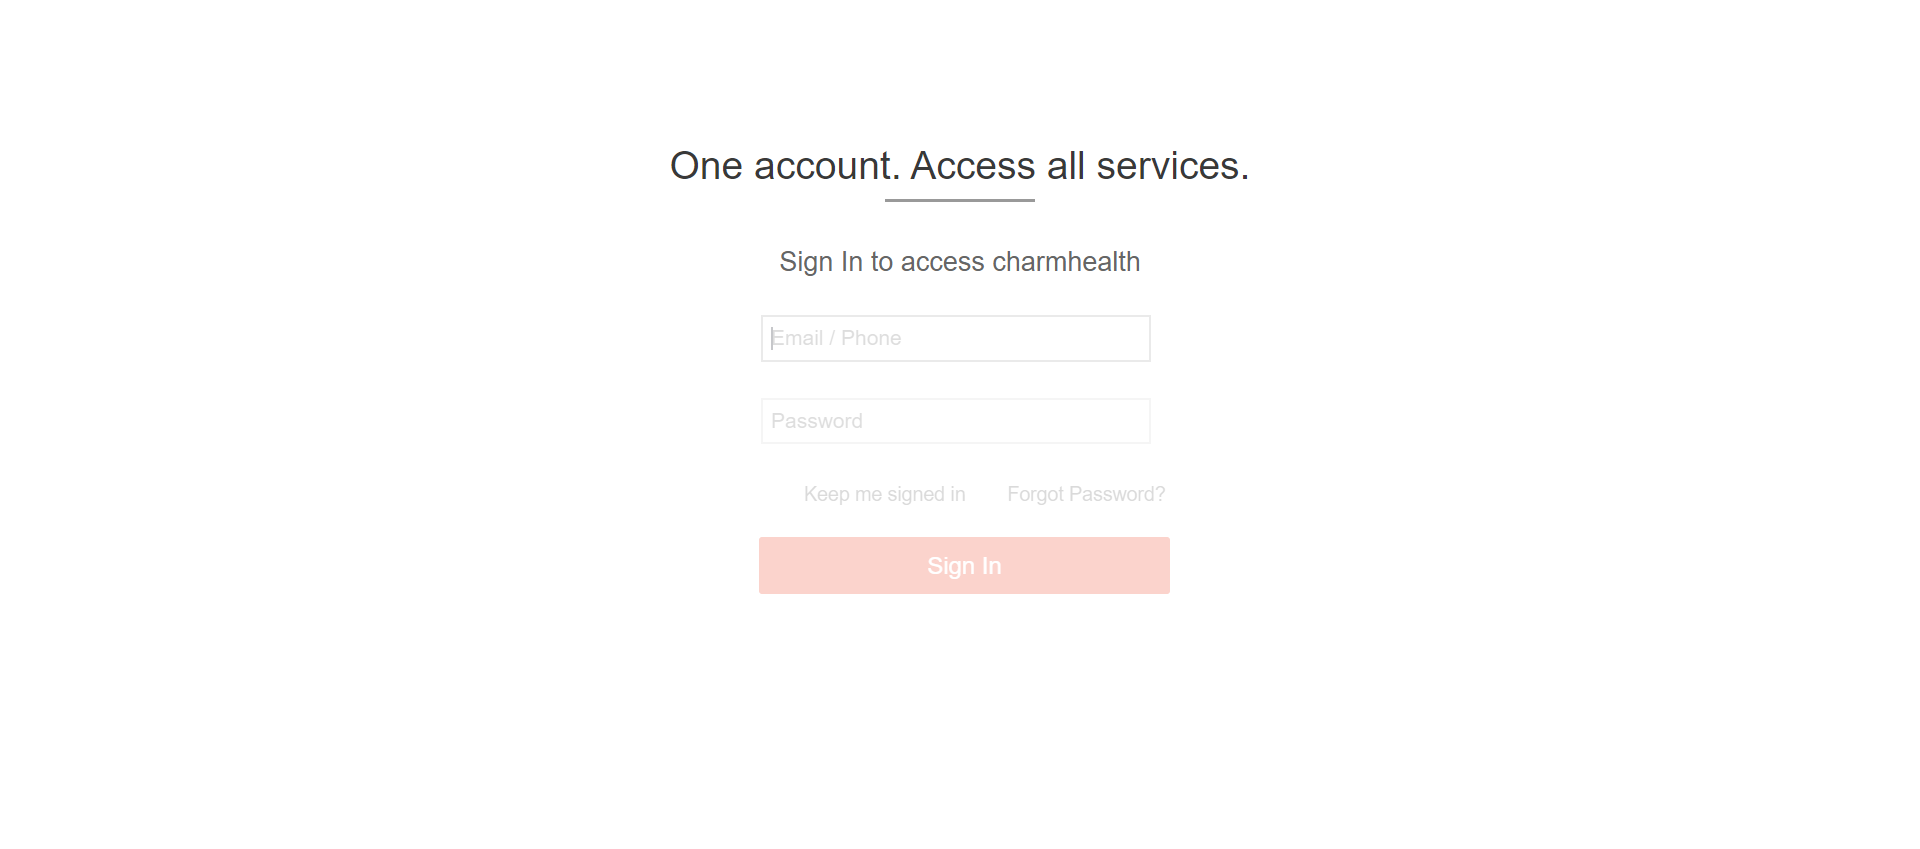 One account. Access all services.
Sign In to access charmhealth
Email / Phone
Password
Keep me signed in Forgot Password?
Sign In